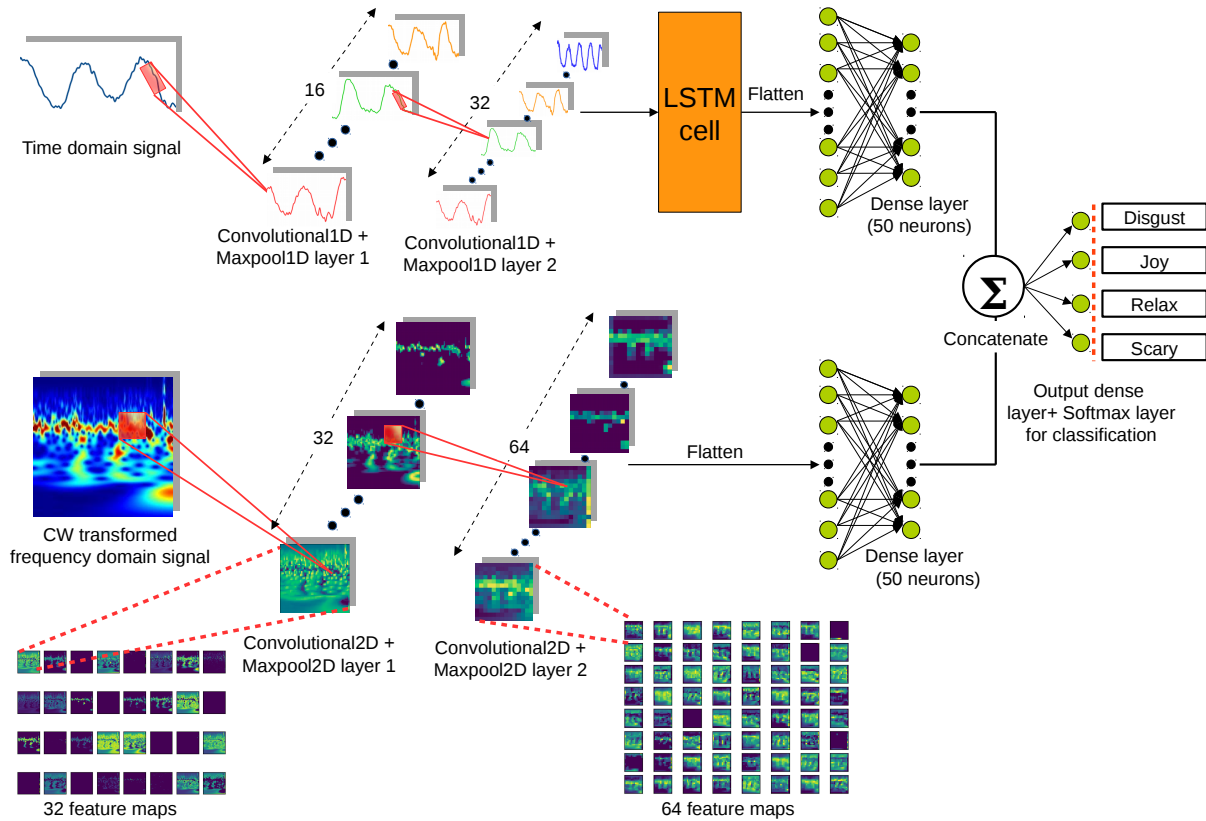 Time domain signal
16
Convolutional1D +
Maxpool1D layer 1
32
Convolutional1D +
Maxpool1D layer 2
LSTM
cell
Flatten
Dense layer
(50 neurons)
Σ
Concatenate
Disgust
Joy
Relax
Scary
Output dense
layer+ Softmax layer
for classification
CW transformed
frequency domain signal
32
Convolutional2D +
Maxpool2D layer 1
64
Convolutional2D +
Maxpool2D layer 2
Flatten
Dense layer
(50 neurons)
32 feature maps
64 feature maps